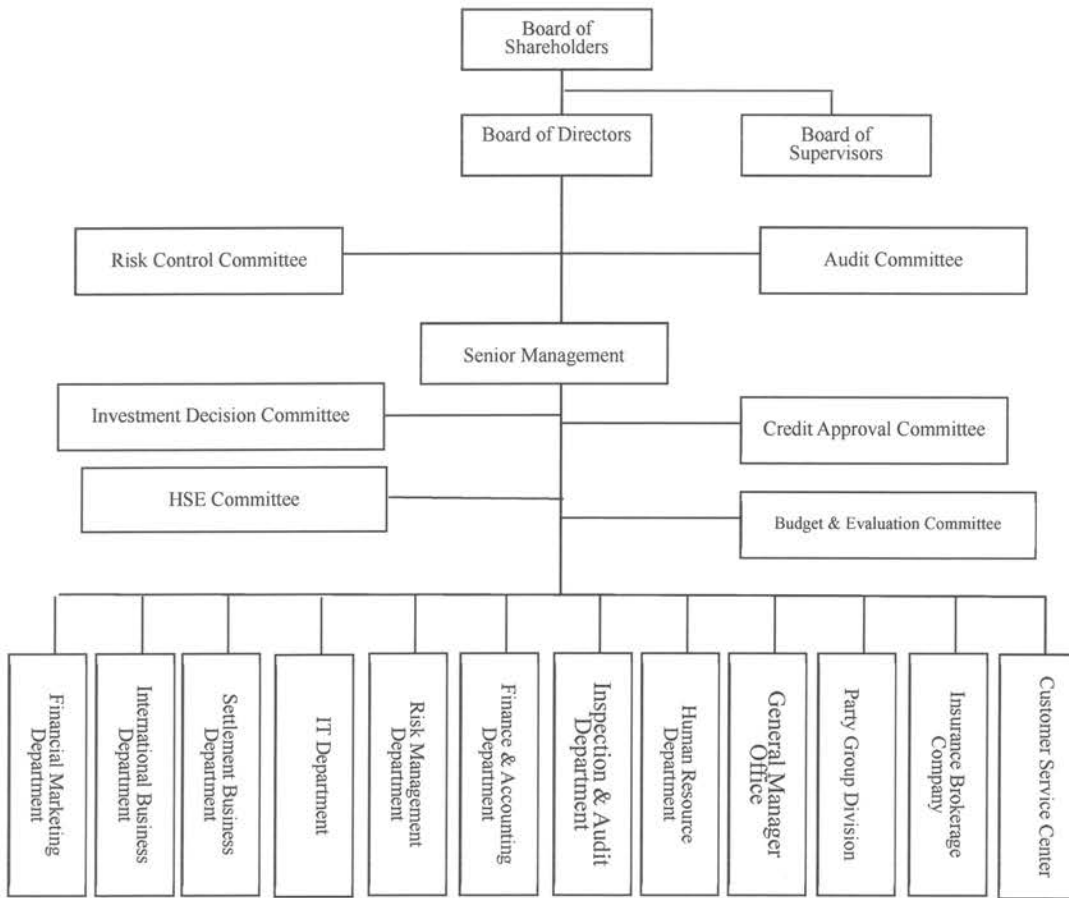 Board of
Shareholders
Board of Directors
Board of
Supervisors
Risk Control Committee
Audit Committee
Senior Management
Investment Decision Committee
Credit Approval Committee
HSE Committee
Budget & Evaluation Committee
Financial Marketing
Department
International Business
Department
Settlement Business
Department
IT Department
Risk Management
Department
Finance & Accounting
Department
Inspection & Audit
Department
Human Resource
Department
General Manager
Office
Party Group Division
Insurance Brokerage
Company
Customer Service Center